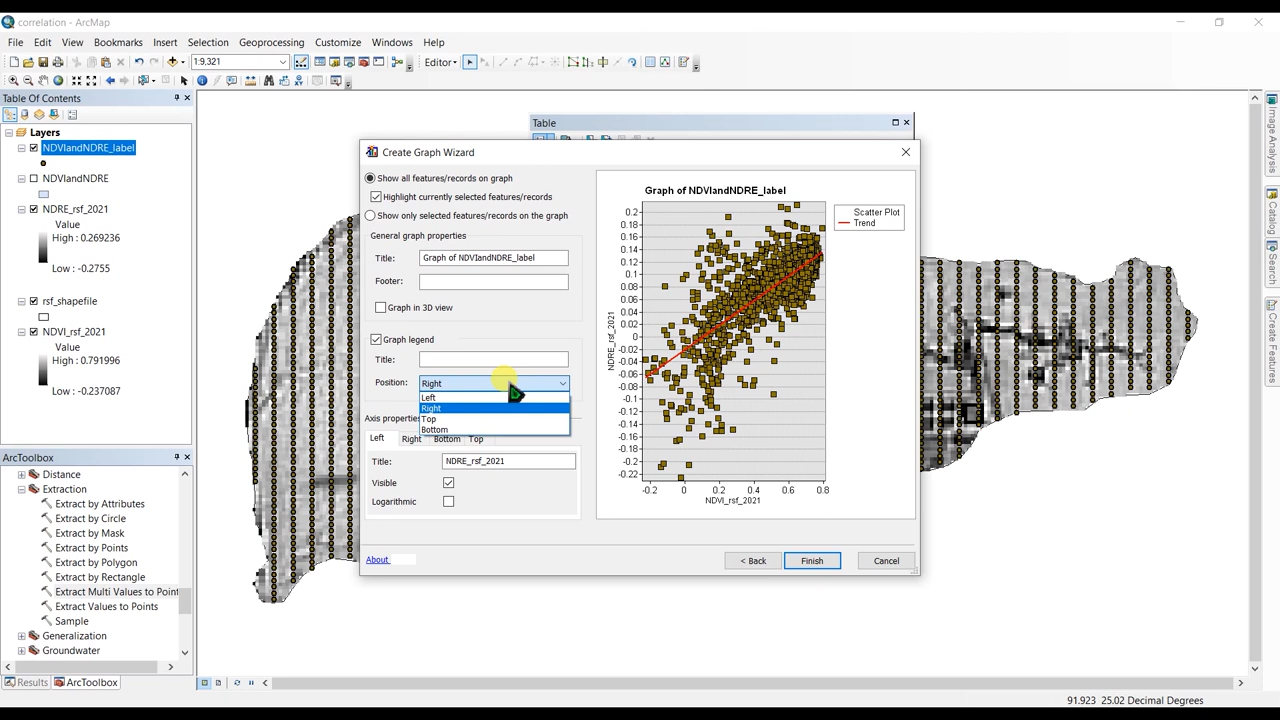 correlation - ArcMap
File Edit View Bookmarks Insert Selection Geoprocessing Customize Windows Help
1:9,321
Editor
Table Of Contents
Layers
NDVIandNDRE_label
NDVIandNDRE
NDRE_rsf_2021
Value
High : 0.269236
Low : -0.2755
rsf_shapefile
NDVI_rsf_2021
Value
High : 0.791996
Low : -0.237087
ArcToolbox
Distance
Extraction
Extract by Attributes
Extract by Circle
Extract by Mask
Extract by Points
Extract by Polygon
Extract by Rectangle
Extract Multi Values to Point
Extract Values to Points
Sample
Generalization
Groundwater
Results ArcToolbox
Table
Create Graph Wizard
Show all features/records on graph
Highlight currently selected features/records
Show only selected features/records on the graph
General graph properties
Title: Graph of NDVIandNDRE_label
Footer:
Graph in 3D view
Graph legend
Title:
Position: Right
Left
Right
Top
Bottom
Axis properties
Left Right Bottom Top
Title: NDRE_rsf_2021
Visible
Logarithmic
About
Graph of NDVIandNDRE_label
Scatter Plot
Trend
0.2
0.18
0.16
0.14
0.12
0.1
0.08
0.06
0.04
0.02
0
-0.02
-0.04
-0.06
-0.08
-0.1
-0.12
-0.14
-0.16
-0.18
-0.2
-0.22
NDRE_rsf_2021
-0.2 0 0.2 0.4 0.6 0.8
NDVI_rsf_2021
< Back Finish Cancel
Image Analysis
Catalog
Search
Create Features
91.923 25.02 Decimal Degrees